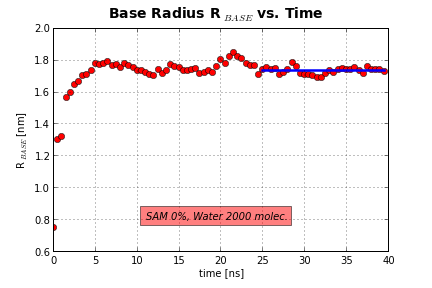 Base Radius R BASE vs. Time
R BASE [nm]
2.0
1.8
1.6
1.4
1.2
1.0
0.8
0.6
SAM 0%, Water 2000 molec.
0 5 10 15 20 25 30 35 40
time [ns]